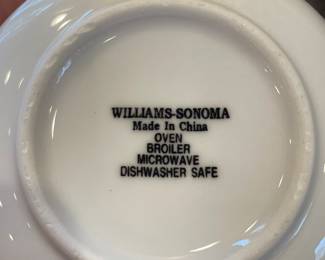 WILLIAMS-SONOMA
Made In China
OVEN
BROILER
MICROWAVE
DISHWASHER SAFE